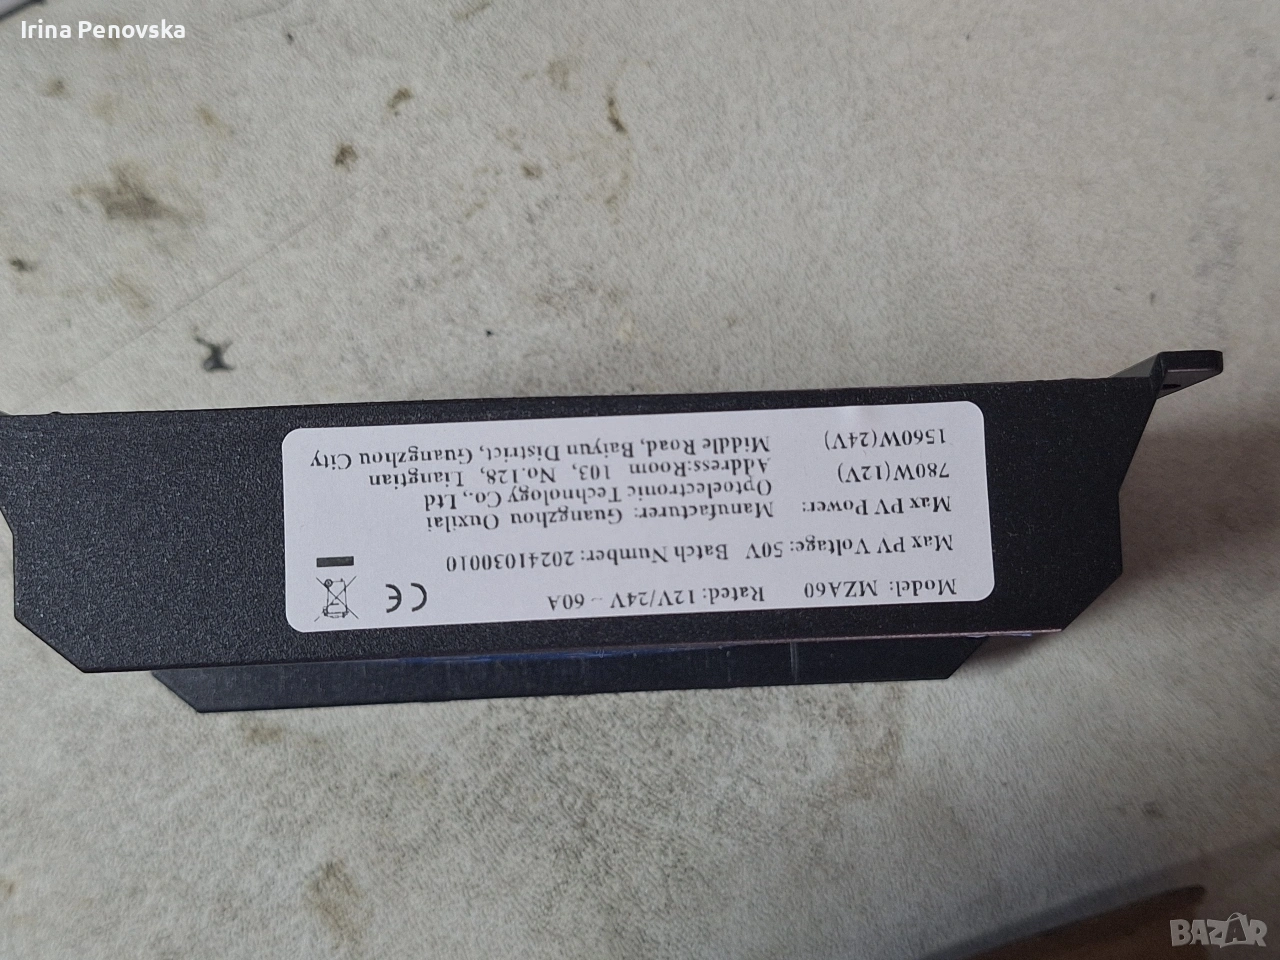 Irina Penovska
Model: MZA60 Rated: 12V/24V ~ 60A
Max PV Voltage: 50V Batch Number: 20241030010
Max PV Power:
780W(12V)
1560W(24V)
Manufacturer: Guangzhou Ouxilai
Optoelectronic Technology Co., Ltd
Address:Room 103, No.128, Liangtian
Middle Road, Baiyun District, Guangzhou City
CE
BAZAR